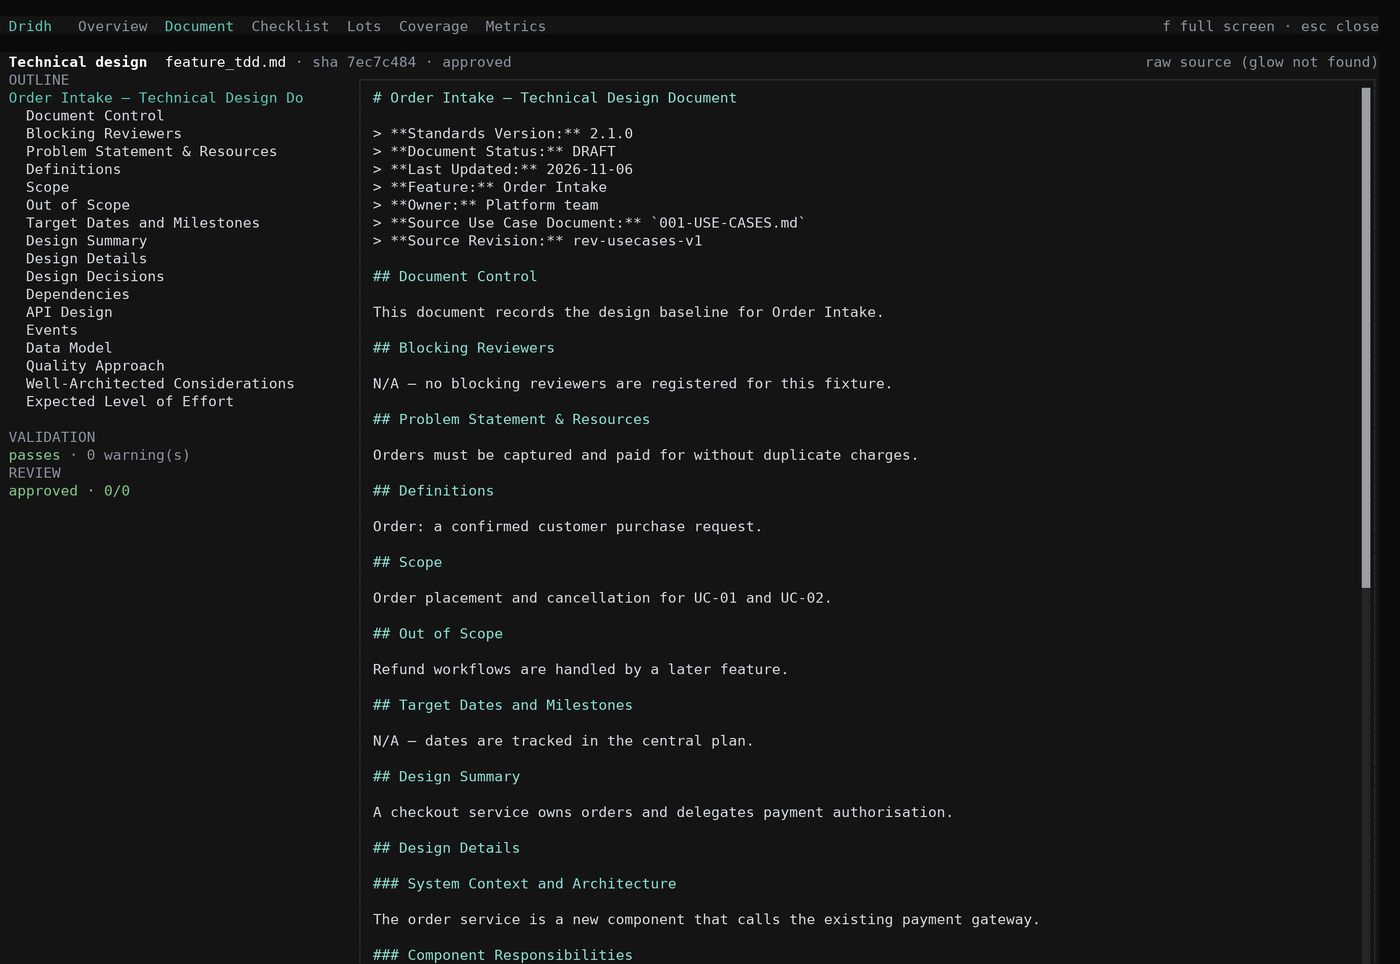 Dridh Overview Document Checklist Lots Coverage Metrics f full screen · esc close
Technical design feature_tdd.md · sha 7ec7c484 · approved raw source (glow not found)
OUTLINE
Order Intake — Technical Design Do
Document Control
Blocking Reviewers
Problem Statement & Resources
Definitions
Scope
Out of Scope
Target Dates and Milestones
Design Summary
Design Details
Design Decisions
Dependencies
API Design
Events
Data Model
Quality Approach
Well-Architected Considerations
Expected Level of Effort
VALIDATION
passes · 0 warning(s)
REVIEW
approved · 0/0
# Order Intake — Technical Design Document
> **Standards Version:** 2.1.0
> **Document Status:** DRAFT
> **Last Updated:** 2026-11-06
> **Feature:** Order Intake
> **Owner:** Platform team
> **Source Use Case Document:** `001-USE-CASES.md`
> **Source Revision:** rev-usecases-v1
## Document Control
This document records the design baseline for Order Intake.
## Blocking Reviewers
N/A — no blocking reviewers are registered for this fixture.
## Problem Statement & Resources
Orders must be captured and paid for without duplicate charges.
## Definitions
Order: a confirmed customer purchase request.
## Scope
Order placement and cancellation for UC-01 and UC-02.
## Out of Scope
Refund workflows are handled by a later feature.
## Target Dates and Milestones
N/A — dates are tracked in the central plan.
## Design Summary
A checkout service owns orders and delegates payment authorisation.
## Design Details
### System Context and Architecture
The order service is a new component that calls the existing payment gateway.
### Component Responsibilities